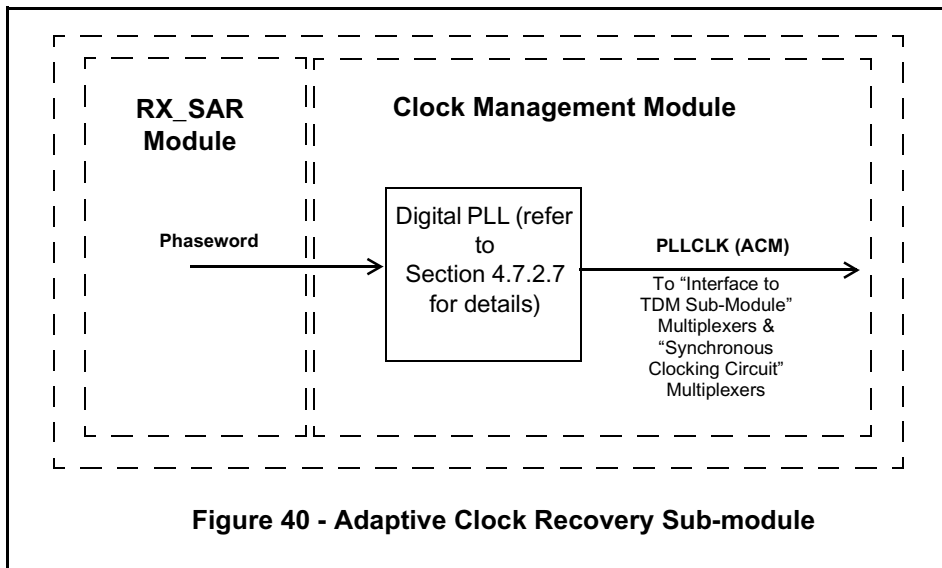 RX_SAR
Module
Clock Management Module
Phaseword
Digital PLL (refer
to
Section 4.7.2.7
for details)
PLLCLK (ACM)
To “Interface to
TDM Sub-Module”
Multiplexers &
“Synchronous
Clocking Circuit”
Multiplexers
Figure 40 - Adaptive Clock Recovery Sub-module